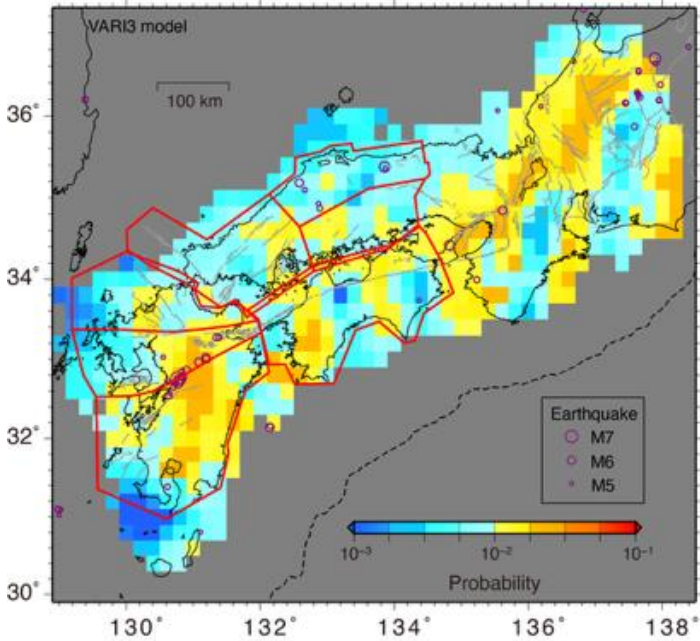 VARI3 model
100 km
36°
34°
32°
30°
Earthquake
M7
M6
M5
10⁻³ 10⁻² 10⁻¹
Probability
130° 132° 134° 136° 138°